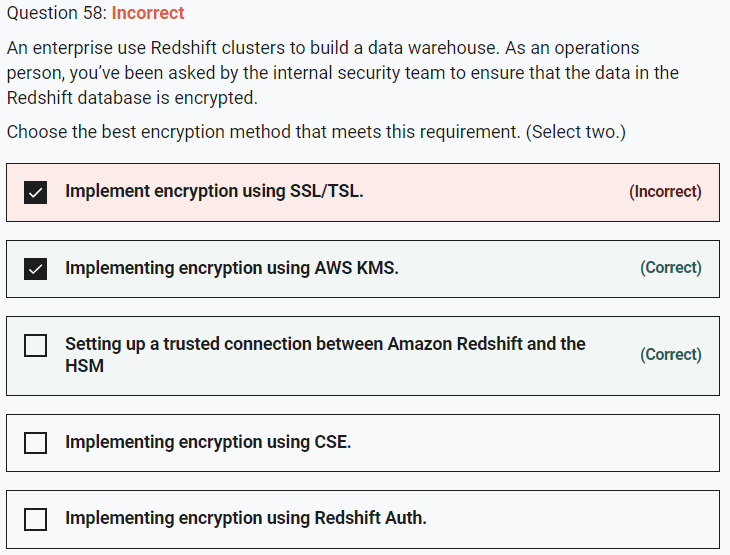 Question 58: Incorrect
An enterprise use Redshift clusters to build a data warehouse. As an operations
person, you’ve been asked by the internal security team to ensure that the data in the
Redshift database is encrypted.
Choose the best encryption method that meets this requirement. (Select two.)
Implement encryption using SSL/TSL. (Incorrect)
Implementing encryption using AWS KMS. (Correct)
Setting up a trusted connection between Amazon Redshift and the
HSM (Correct)
Implementing encryption using CSE.
Implementing encryption using Redshift Auth.